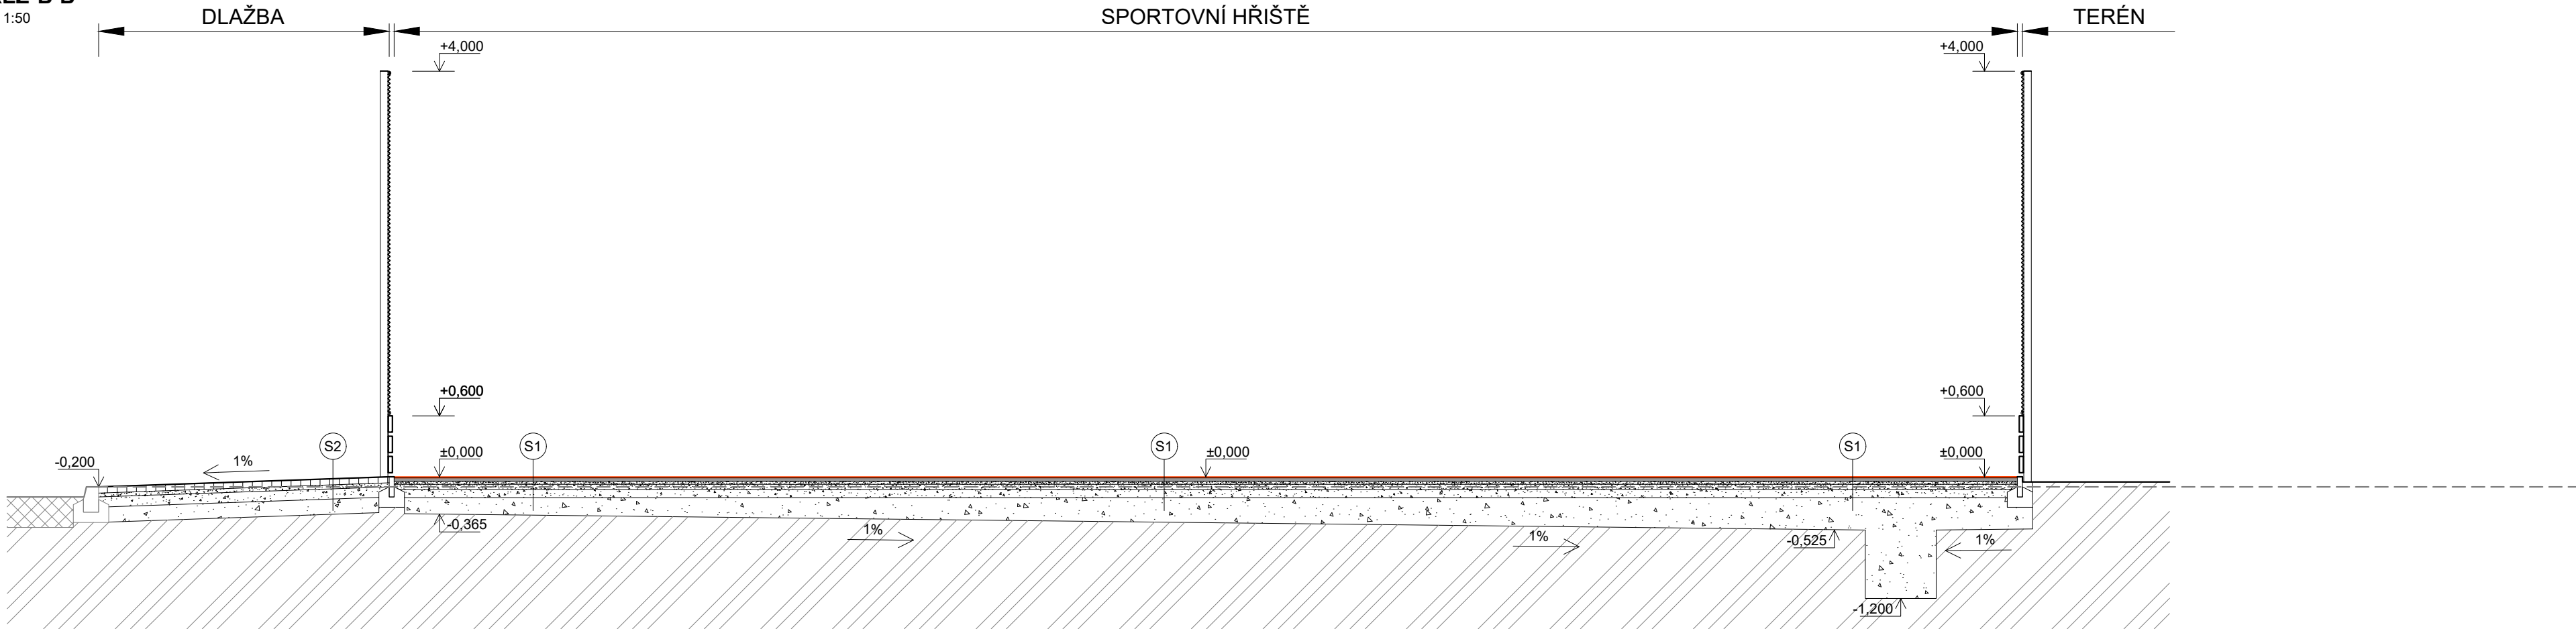 1:50
DLAŽBA
SPORTOVNÍ HŘIŠTĚ
TERÉN
+4,000
+4,000
+0,600
+0,600
S2
S1
S1
S1
±0,000
±0,000
±0,000
-0,200
1%
-0,365
1%
1%
-0,525
1%
-1,200